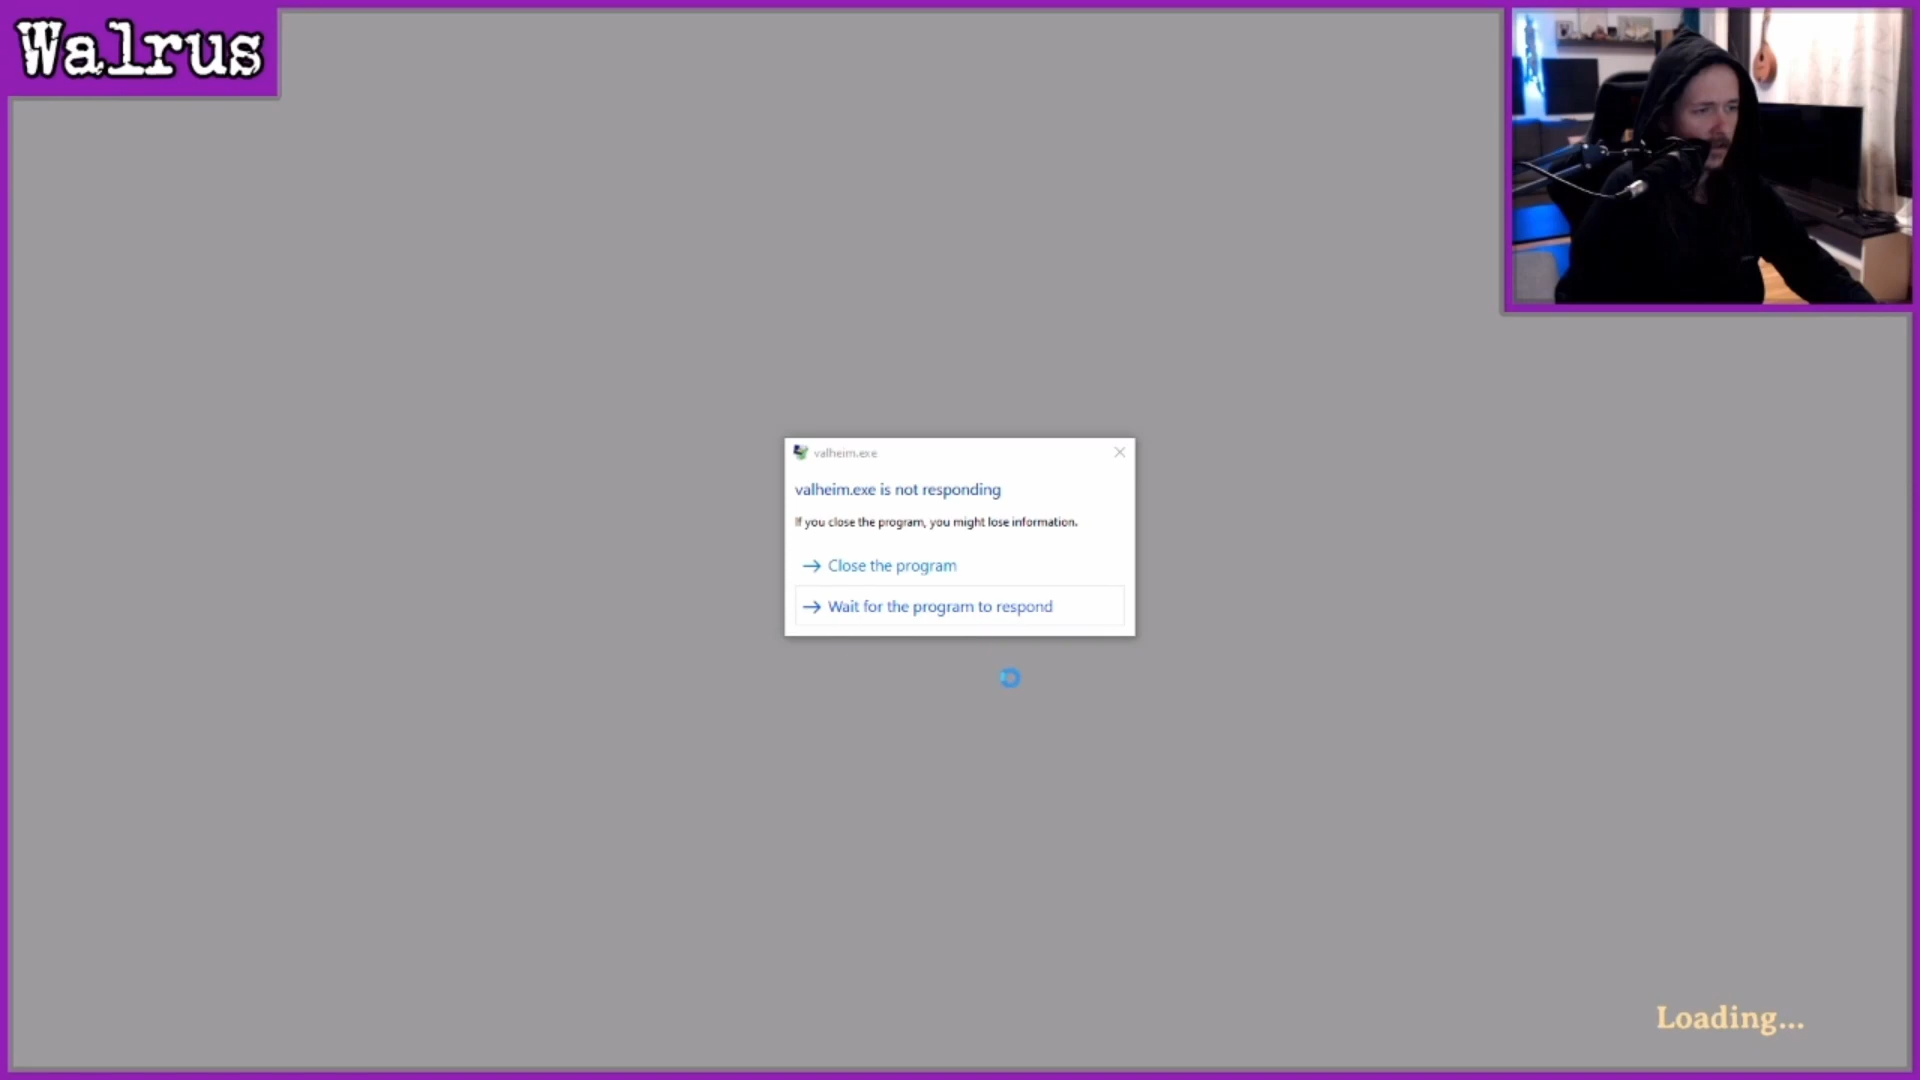 Walrus
valheim.exe
valheim.exe is not responding
If you close the program, you might lose information.
Close the program
Wait for the program to respond
Loading...